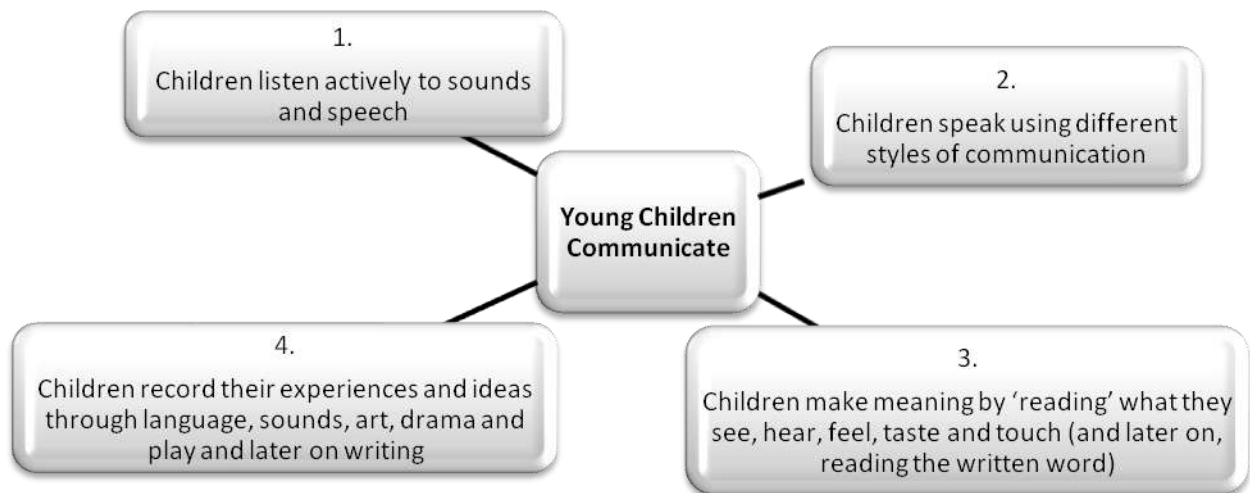 1.
Children listen actively to sounds
and speech
2.
Children speak using different
styles of communication
Young Children
Communicate
3.
Children make meaning by ‘reading’ what they
see, hear, feel, taste and touch (and later on,
reading the written word)
4.
Children record their experiences and ideas
through language, sounds, art, drama and
play and later on writing